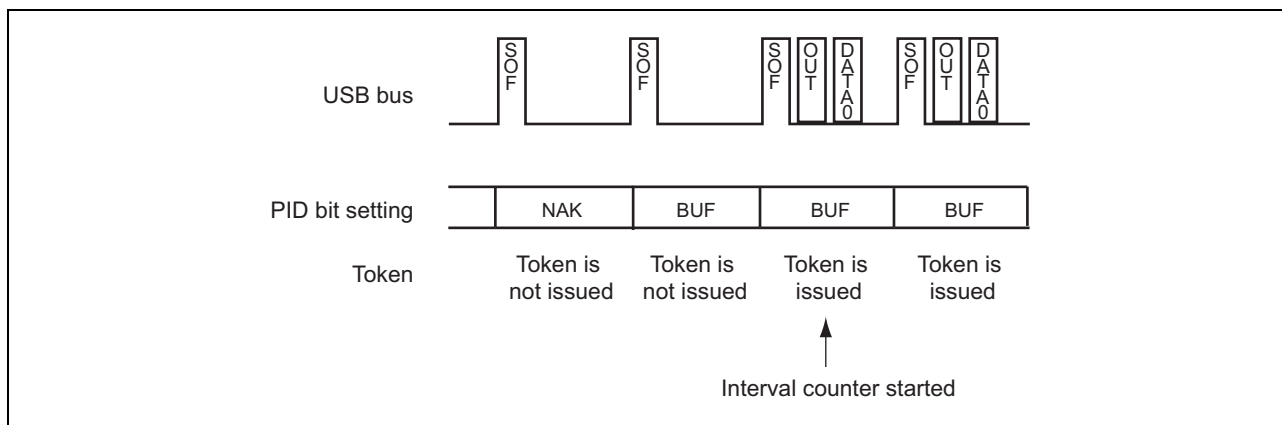 USB bus
SOF
SOF
SOF
OUT
DATA0
SOF
OUT
DATA0
PID bit setting
NAK
BUF
BUF
BUF
Token
Token is
not issued
Token is
not issued
Token is
issued
Token is
issued
Interval counter started